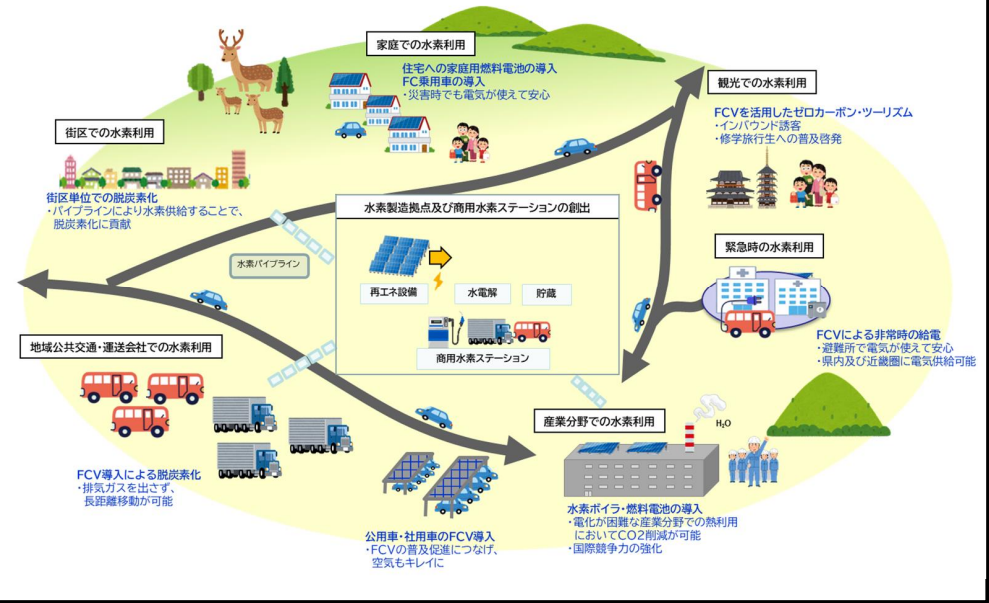 家庭での水素利用
住宅への家庭用燃料電池の導入
FC乗用車の導入
・災害時でも電気が使えて安心
観光での水素利用
FCVを活用したゼロカーボン・ツーリズム
・インバウンド誘客
・修学旅行生への普及啓発
街区での水素利用
街区単位での脱炭素化
・パイプラインにより水素供給することで、
脱炭素化に貢献
水素製造拠点及び商用水素ステーションの創出
水素パイプライン
再エネ設備
水電解
貯蔵
商用水素ステーション
緊急時の水素利用
FCVによる非常時の給電
・避難所で電気が使えて安心
・県内及び近畿圏に電気供給可能
地域公共交通・運送会社での水素利用
FCV導入による脱炭素化
・排気ガスを出さず、
長距離移動が可能
公用車・社用車のFCV導入
・FCVの普及促進につなげ、
空気もキレイに
産業分野での水素利用
H₂O
水素ボイラ・燃料電池の導入
・電化が困難な産業分野での熱利用
においてCO2削減が可能
・国際競争力の強化